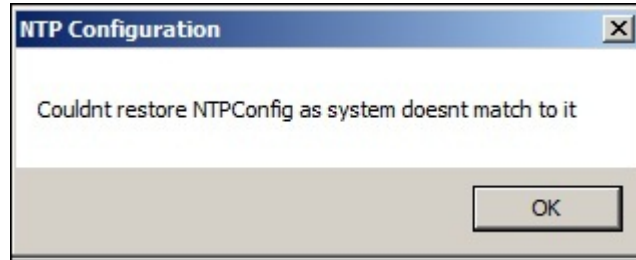 NTP Configuration
Couldnt restore NTPConfig as system doesnt match to it
OK